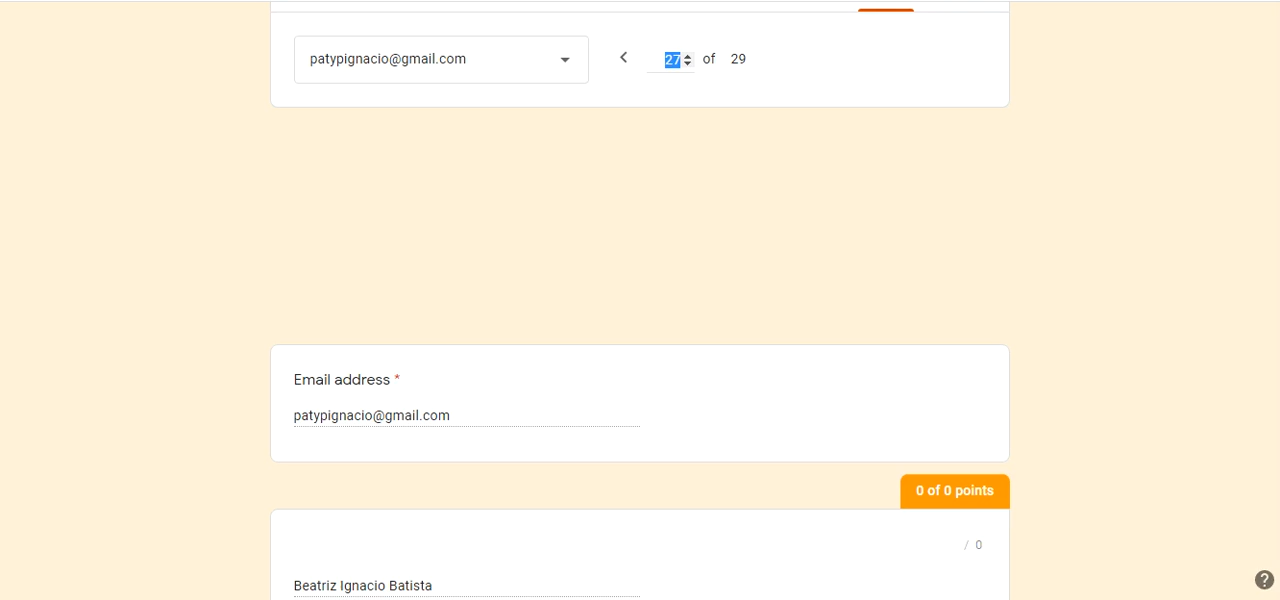 patypignacio@gmail.com 27 of 29
Email address *
patypignacio@gmail.com
0 of 0 points
/ 0
Beatriz Ignacio Batista
?